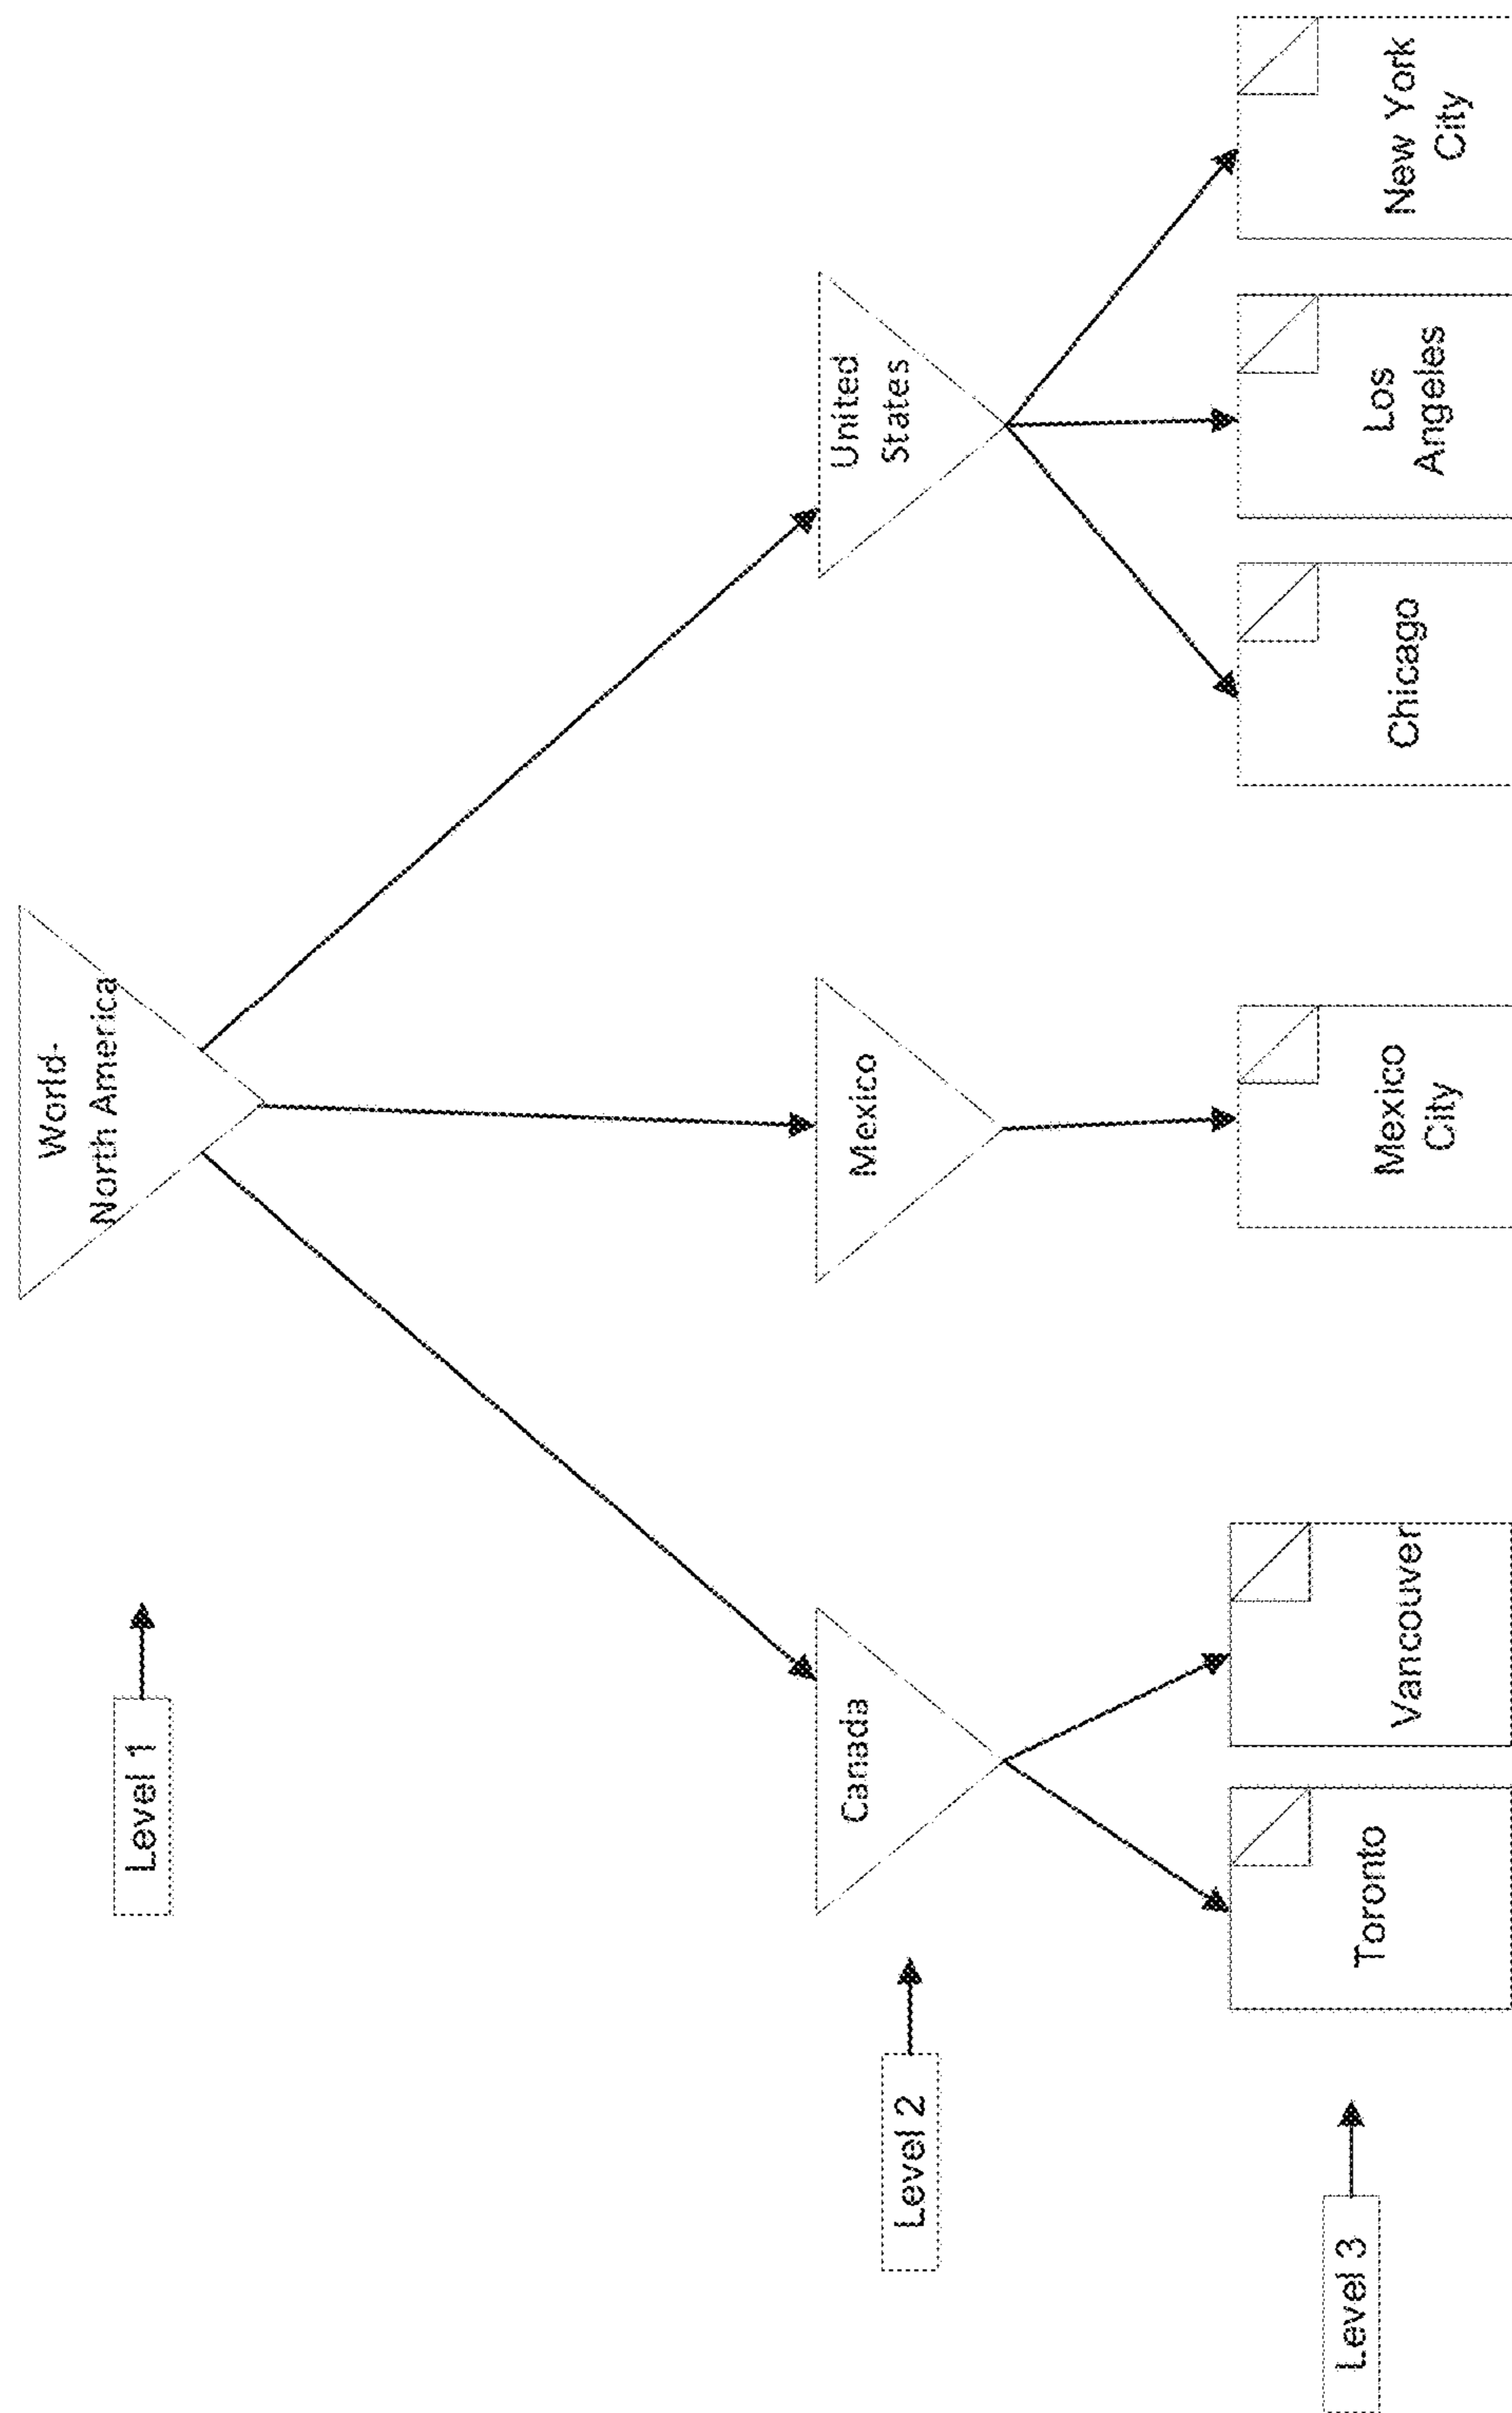 Level 1
World-
North America
Level 2
Canada
Mexico
United
States
Level 3
Toronto
Vancouver
Mexico
City
Chicago
Los
Angeles
New York
City